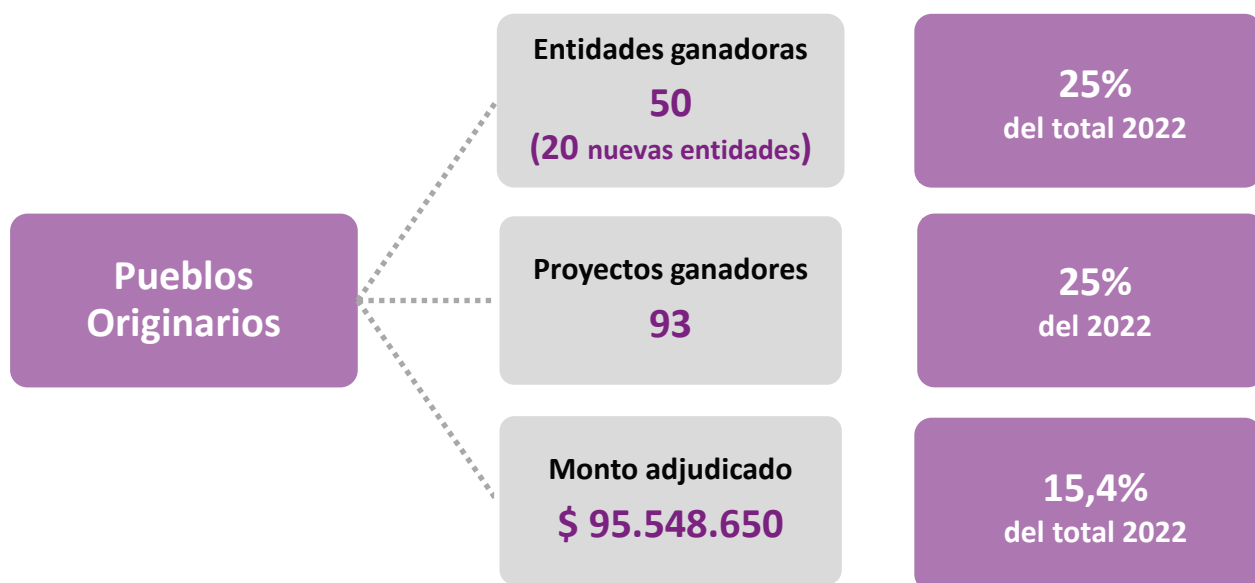 Pueblos
Originarios
Entidades ganadoras
50
(20 nuevas entidades)
25%
del total 2022
Proyectos ganadores
93
25%
del 2022
Monto adjudicado
$ 95.548.650
15,4%
del total 2022